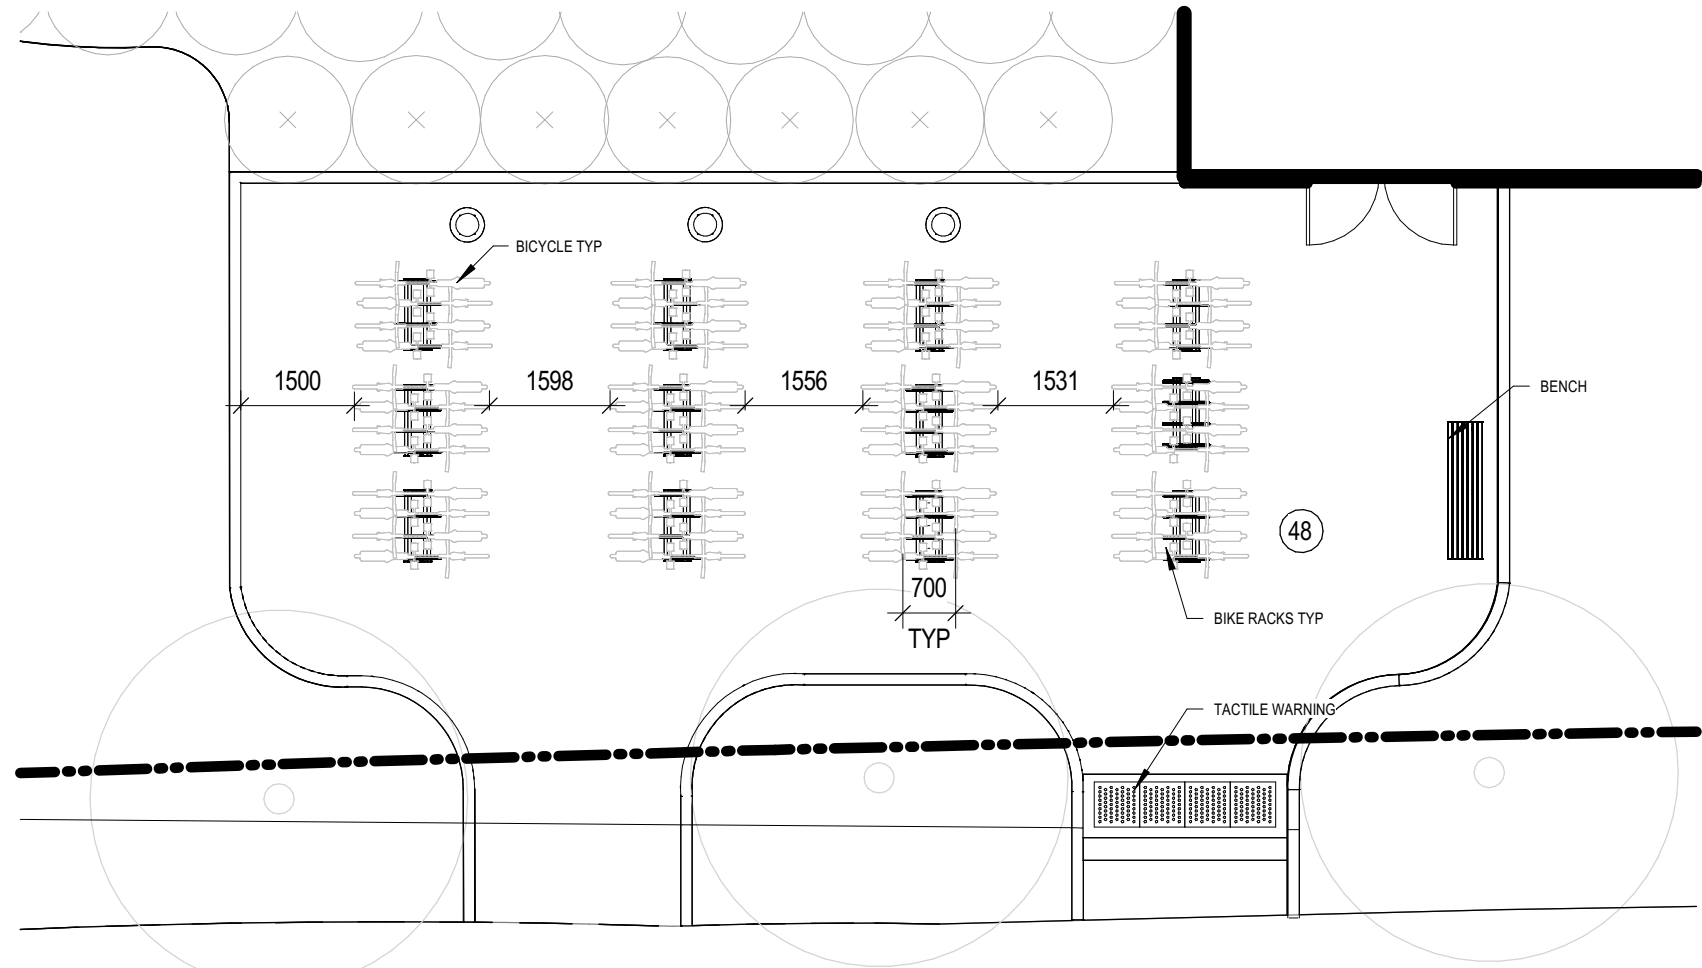 BICYCLE TYP
1500
1598
1556
1531
BENCH
48
700
TYP
BIKE RACKS TYP
TACTILE WARNING